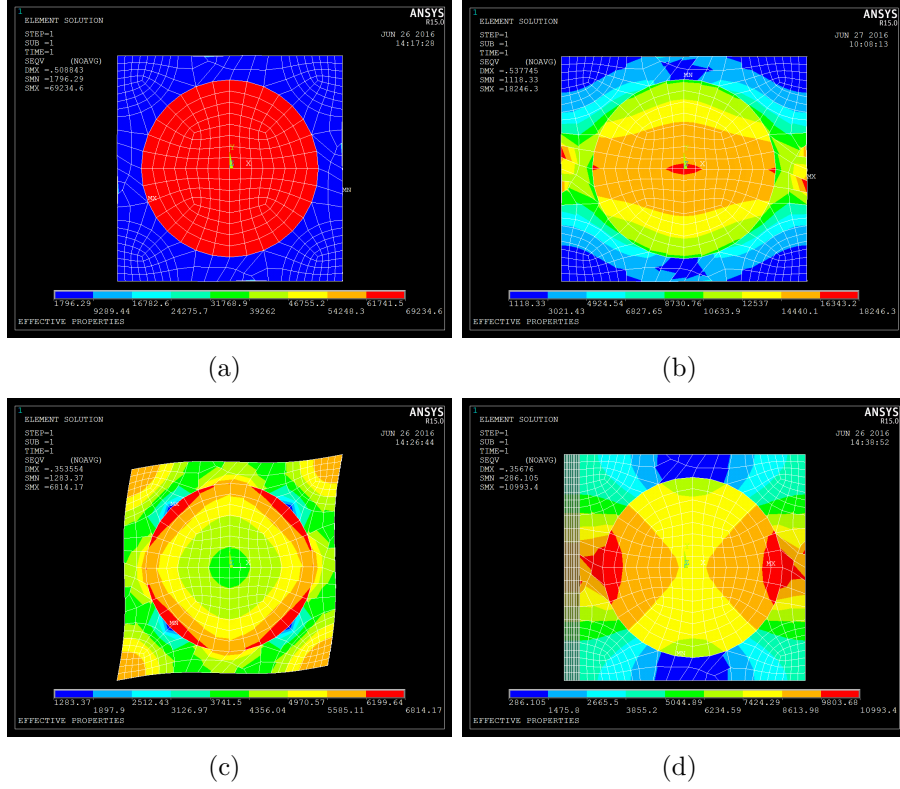 1
ANSYS
R15.0
ELEMENT SOLUTION
STEP=1
SUB =1
TIME=1
SEQV (NOAVG)
DMX =.508843
SMN =1796.29
SMX =69234.6
JUN 26 2016
14:17:28
Y
X
MX
MN
1796.29 16782.6 31768.9 46755.2 61741.5
9289.44 24275.7 39262 54248.3 69234.6
EFFECTIVE PROPERTIES
(a)
1
ANSYS
R15.0
ELEMENT SOLUTION
STEP=1
SUB =1
TIME=1
SEQV (NOAVG)
DMX =.537745
SMN =1118.33
SMX =18246.3
JUN 27 2016
10:08:13
MN
X
MX
1118.33 4924.54 8730.76 12537 16343.2
3021.43 6827.65 10633.9 14440.1 18246.3
EFFECTIVE PROPERTIES
(b)
1
ANSYS
R15.0
ELEMENT SOLUTION
STEP=1
SUB =1
TIME=1
SEQV (NOAVG)
DMX =.353554
SMN =1283.37
SMX =6814.17
JUN 26 2016
14:26:44
MN
1283.37 2512.43 3741.5 4970.57 6199.64
1897.9 3126.97 4356.04 5585.11 6814.17
EFFECTIVE PROPERTIES
(c)
1
ANSYS
R15.0
ELEMENT SOLUTION
STEP=1
SUB =1
TIME=1
SEQV (NOAVG)
DMX =.35676
SMN =286.105
SMX =10993.4
JUN 26 2016
14:38:52
MX
286.105 2665.5 5044.89 7424.29 9803.68
1475.8 3855.2 6234.59 8613.98 10993.4
EFFECTIVE PROPERTIES
(d)